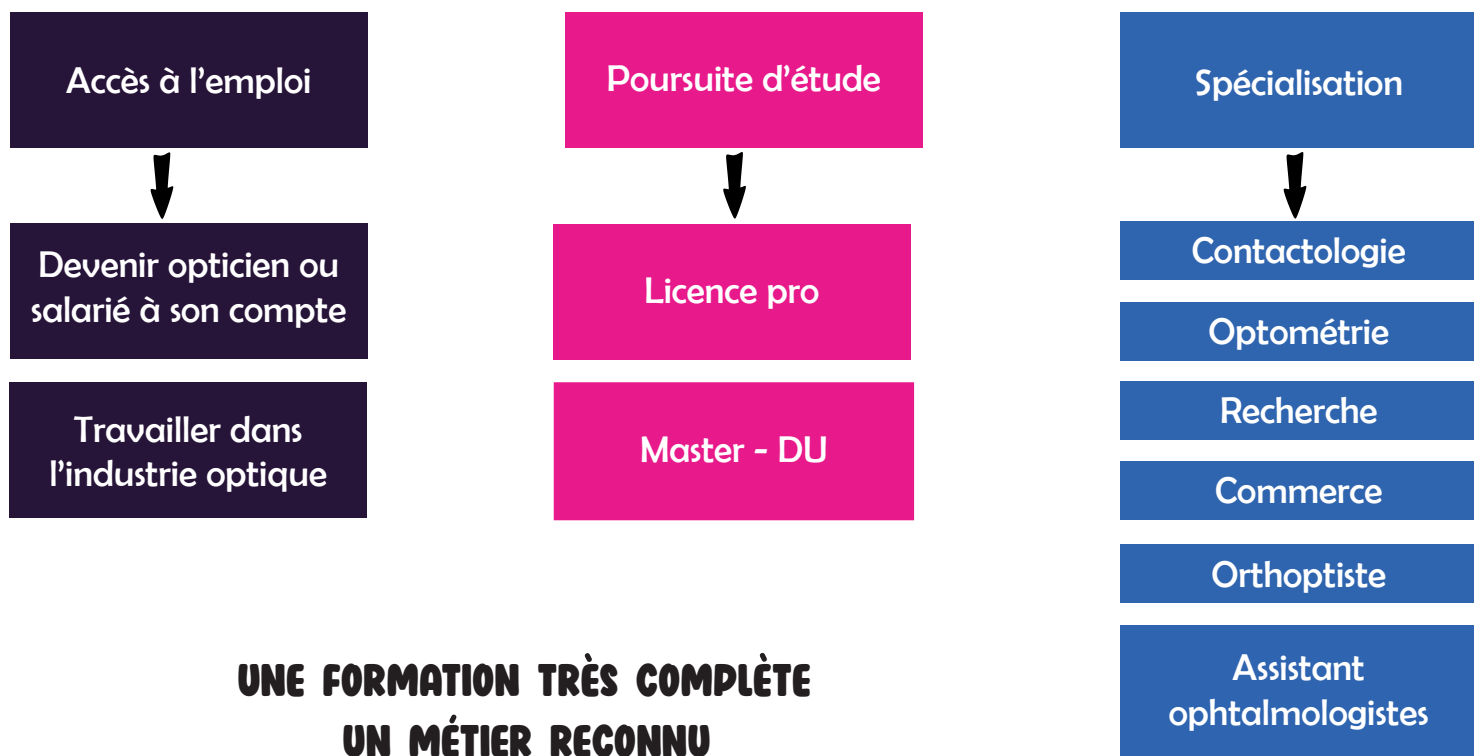 Accès à l’emploi
Devenir opticien ou
salarié à son compte
Travailler dans
l’industrie optique
Poursuite d’étude
Licence pro
Master - DU
Spécialisation
Contactologie
Optométrie
Recherche
Commerce
Orthoptiste
Assistant
ophtalmologistes
UNE FORMATION TRÈS COMPLÈTE
UN MÉTIER RECONNU